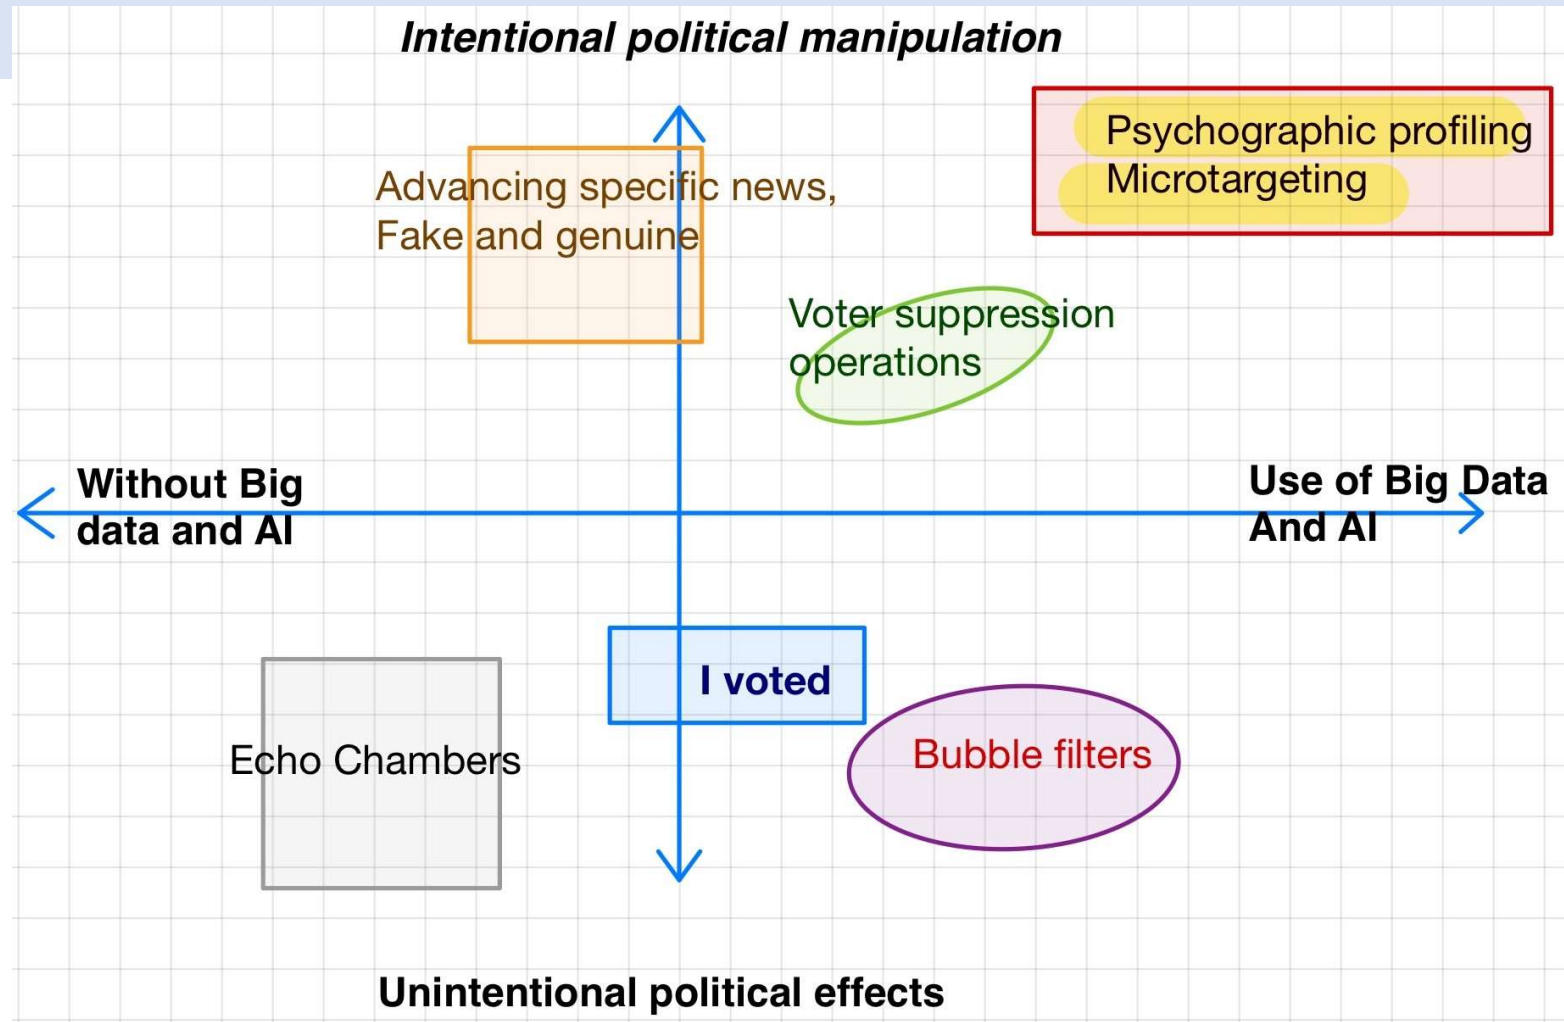 Intentional political manipulation
Psychographic profiling
Microtargeting
Advancing specific news,
Fake and genuine
Voter suppression
operations
Without Big
data and AI
Use of Big Data
And AI
I voted
Echo Chambers
Bubble filters
Unintentional political effects